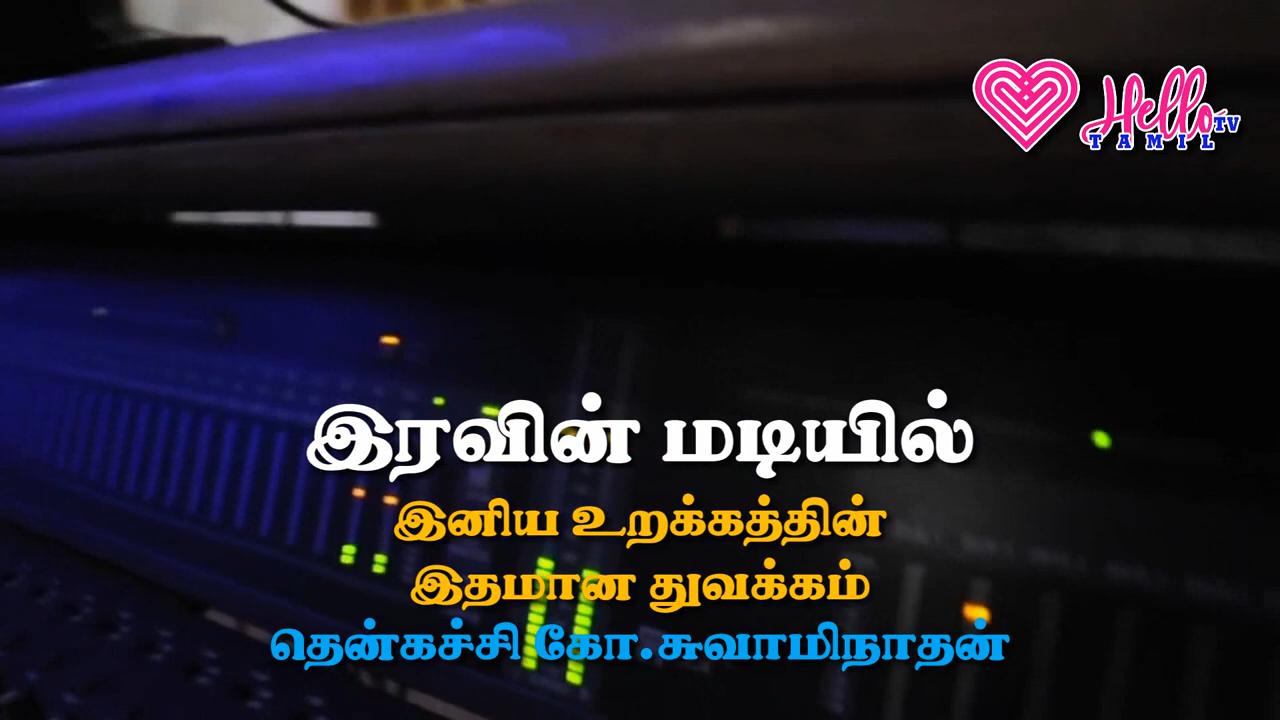 Hello TV
TAMIL
இரவின் மடியில்
இனிய உறக்கத்தின்
இதமான துவக்கம்
தென்கச்சி கோ.சுவாமிநாதன்